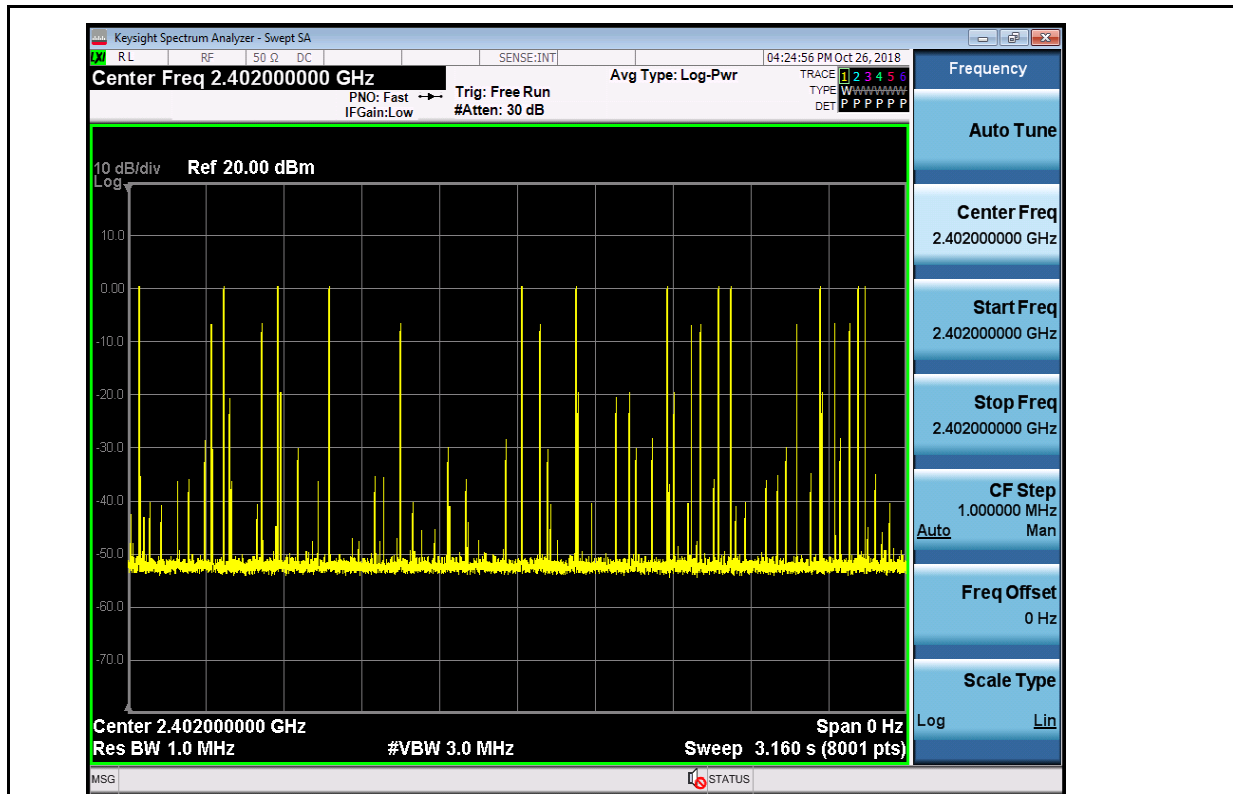 Keysight Spectrum Analyzer - Swept SA
LXI RL RF 50 Ω DC SENSE:INT 04:24:56 PM Oct 26, 2018
Center Freq 2.402000000 GHz
PNO: Fast
IFGain:Low
Trig: Free Run
#Atten: 30 dB
Avg Type: Log-Pwr
TRACE 1 2 3 4 5 6
TYPE WWWWWW
DET P P P P P P
10 dB/div Ref 20.00 dBm
Log
10.0
0.00
-10.0
-20.0
-30.0
-40.0
-50.0
-60.0
-70.0
Center 2.402000000 GHz Span 0 Hz
Res BW 1.0 MHz #VBW 3.0 MHz Sweep 3.160 s (8001 pts)
MSG STATUS
Frequency
Auto Tune
Center Freq
2.402000000 GHz
Start Freq
2.402000000 GHz
Stop Freq
2.402000000 GHz
CF Step
1.000000 MHz
Auto Man
Freq Offset
0 Hz
Scale Type
Log Lin